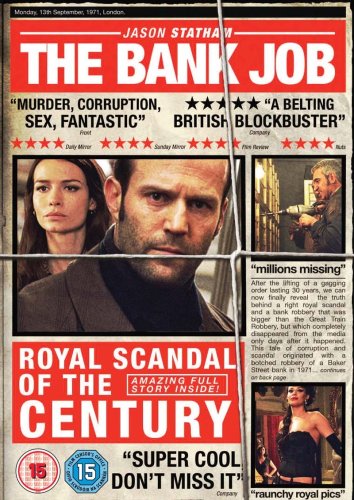 Monday, 13th September, 1971, London.
JASON STATHAM
THE BANK JOB
"MURDER, CORRUPTION,
SEX, FANTASTIC"
Front
★★★★★ "A BELTING
BRITISH BLOCKBUSTER"
Company
★★★★ Daily Mirror ★★★★ Sunday Mirror ★★★★ Film Review ★★★★ Nuts
"millions missing"
After the lifting of a gagging
order lasting 30 years, we can
now finally reveal the truth
behind a right royal scandal
and a bank robbery that was
bigger than the Great Train
Robbery, but which completely
disappeared from the media
only days after it happened.
This tale of corruption and
scandal originated with a
botched robbery of a Baker
Street bank in 1971... continues
on back page
ROYAL SCANDAL
OF THE
AMAZING FULL
STORY INSIDE!
CENTURY
15
15
"SUPER COOL
DON'T MISS IT"
Company
"raunchy royal pics"